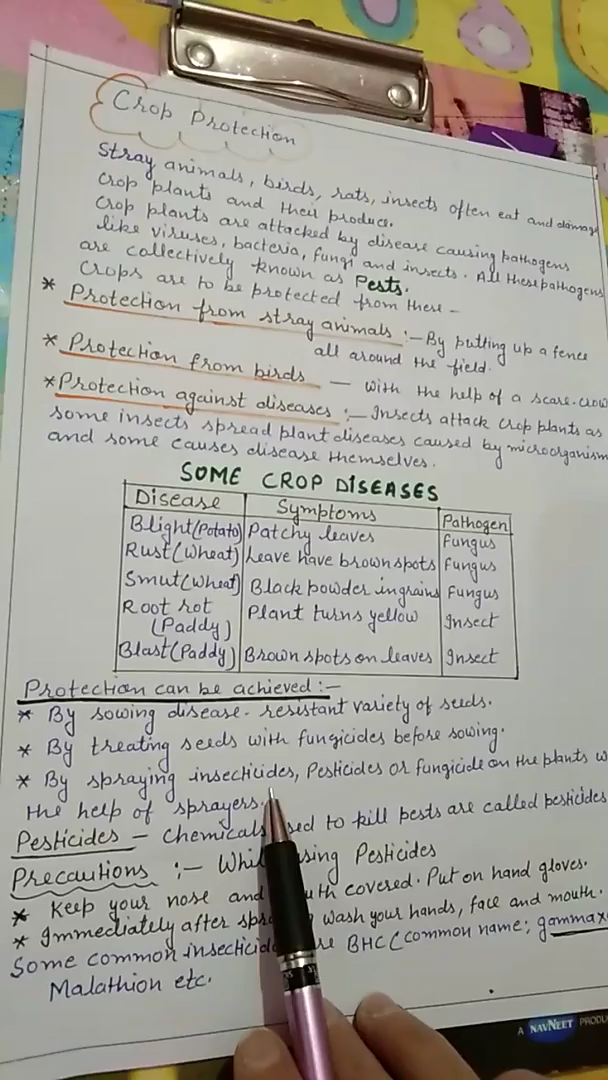 Crop Protection
Stray animals, birds, rats, insects often eat and damage
crop plants and their produce.
Crop plants are attacked by disease causing pathogens
like viruses, bacteria, fungi and insects. All these pathogens
are collectively known as Pests.
Crops are to be protected from these –
* Protection from stray animals :– By putting up a fence
all around the field.
* Protection from birds — With the help of a scare-crow
* Protection against diseases :– Insects attack crop plants as
some insects spread plant diseases caused by microorganism
and some causes disease themselves.
SOME CROP DISEASES
Disease Symptoms Pathogen
Blight(Potato) Patchy leaves Fungus
Rust(Wheat) Leave have brown spots Fungus
Smut(Wheat) Black powder in grains Fungus
Root rot Plant turns yellow Insect
(Paddy)
Blast(Paddy) Brown spots on leaves Insect
Protection can be achieved :–
* By sowing disease-resistant variety of seeds.
* By treating seeds with fungicides before sowing.
* By spraying insecticides, Pesticides or fungicide on the plants w
the help of sprayers.
Pesticides – Chemicals sed to kill pests are called pesticides
Precautions :– Whil using Pesticides
* Keep your nose and uth covered. Put on hand gloves.
* Immediately after spra wash your hands, face and mouth.
Some common insecticid re BHC (common name; gammax
Malathion etc.
A NAVNEET PRODU